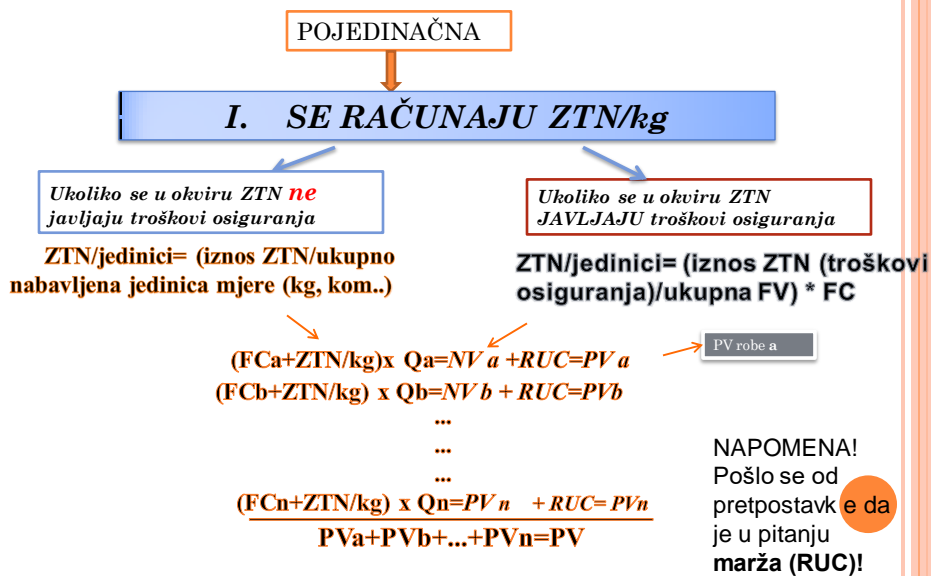 POJEDINAČNA
I. SE RAČUNAJU ZTN/kg
Ukoliko se u okviru ZTN ne
javljaju troškovi osiguranja
Ukoliko se u okviru ZTN
JAVLJAJU troškovi osiguranja
ZTN/jedinici= (iznos ZTN/ukupno
nabavljena jedinica mjere (kg, kom..)
ZTN/jedinici= (iznos ZTN (troškovi
osiguranja)/ukupna FV) * FC
(FCa+ZTN/kg)x Qa=NV a +RUC=PV a
PV robe a
(FCb+ZTN/kg) x Qb=NV b + RUC=PVb
...
...
...
(FCn+ZTN/kg) x Qn=PV n + RUC= PVn
PVa+PVb+...+PVn=PV
NAPOMENA!
Pošlo se od
pretpostavk e da
je u pitanju
marža (RUC)!